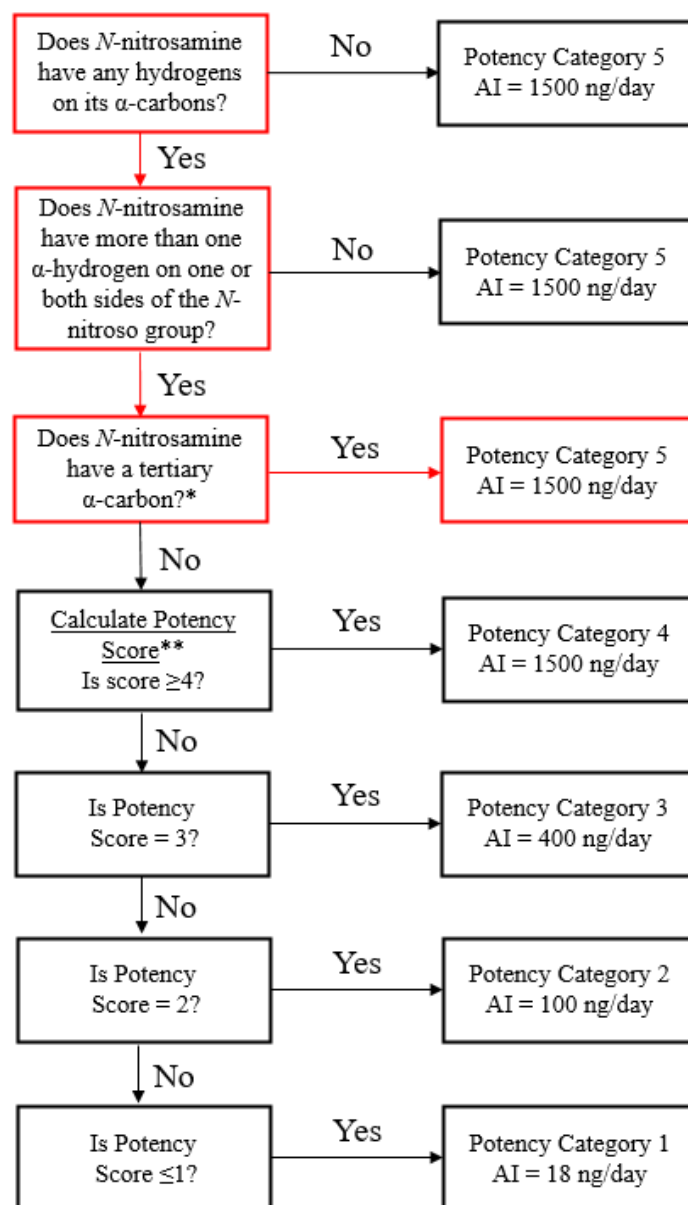 Does N-nitrosamine
have any hydrogens
on its α-carbons?
No
Potency Category 5
AI = 1500 ng/day
Yes
Does N-nitrosamine
have more than one
α-hydrogen on one or
both sides of the N-
nitroso group?
No
Potency Category 5
AI = 1500 ng/day
Yes
Does N-nitrosamine
have a tertiary
α-carbon?*
Yes
Potency Category 5
AI = 1500 ng/day
No
Calculate Potency
Score**
Is score ≥4?
Yes
Potency Category 4
AI = 1500 ng/day
No
Is Potency
Score = 3?
Yes
Potency Category 3
AI = 400 ng/day
No
Is Potency
Score = 2?
Yes
Potency Category 2
AI = 100 ng/day
No
Is Potency
Score ≤1?
Yes
Potency Category 1
AI = 18 ng/day